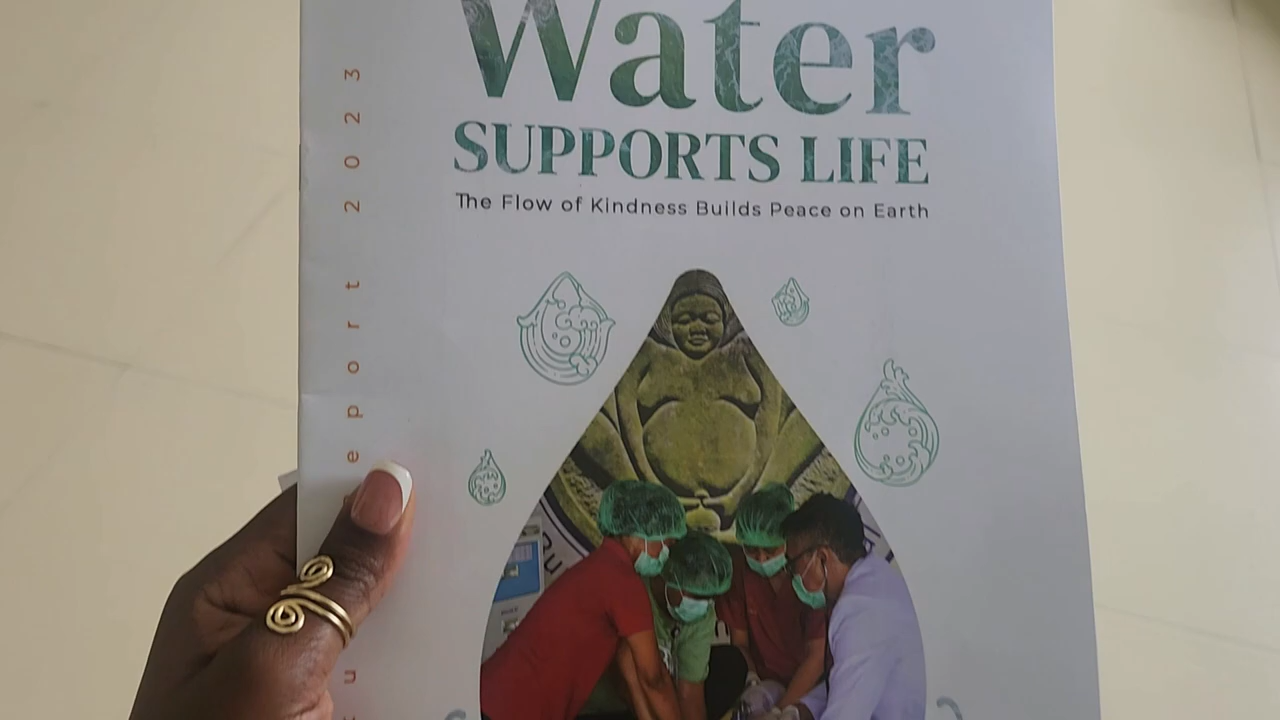 Water
SUPPORTS LIFE
The Flow of Kindness Builds Peace on Earth
eport 2023